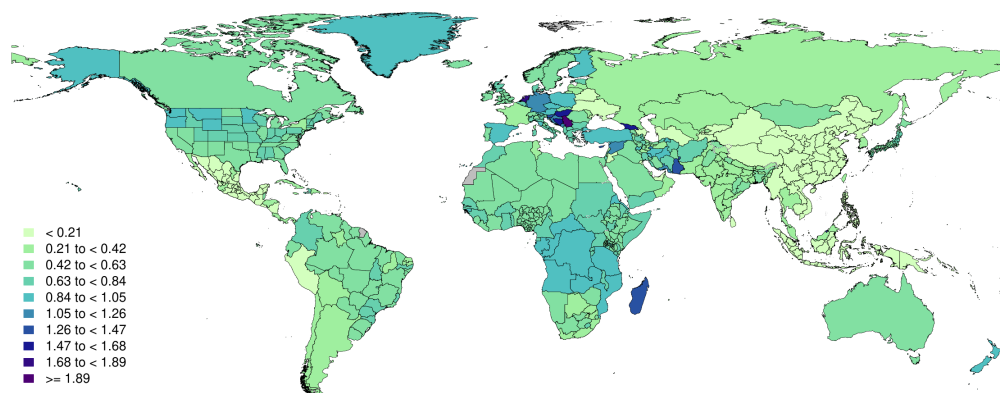 < 0.21
0.21 to < 0.42
0.42 to < 0.63
0.63 to < 0.84
0.84 to < 1.05
1.05 to < 1.26
1.26 to < 1.47
1.47 to < 1.68
1.68 to < 1.89
>= 1.89